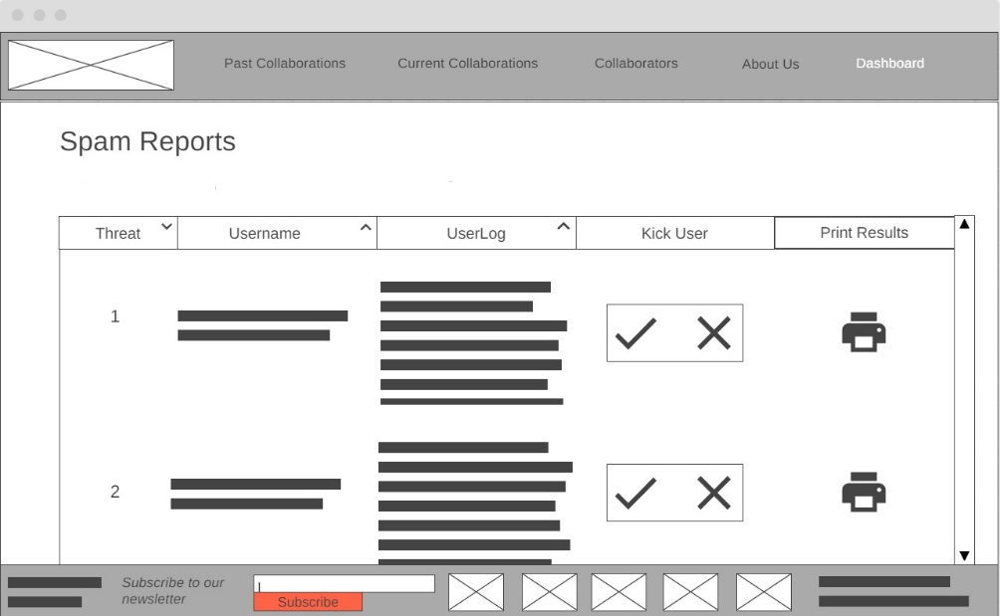 Past Collaborations Current Collaborations Collaborators About Us Dashboard
Spam Reports
Threat Username UserLog Kick User Print Results
1
2
Subscribe to our
newsletter
Subscribe